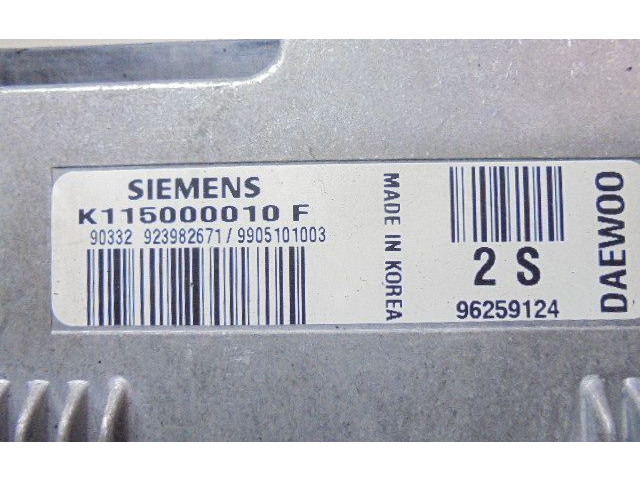 SIEMENS
K115000010 F
90332 923982671/9905101003
MADE IN KOREA
2 S
96259124
DAEWOO